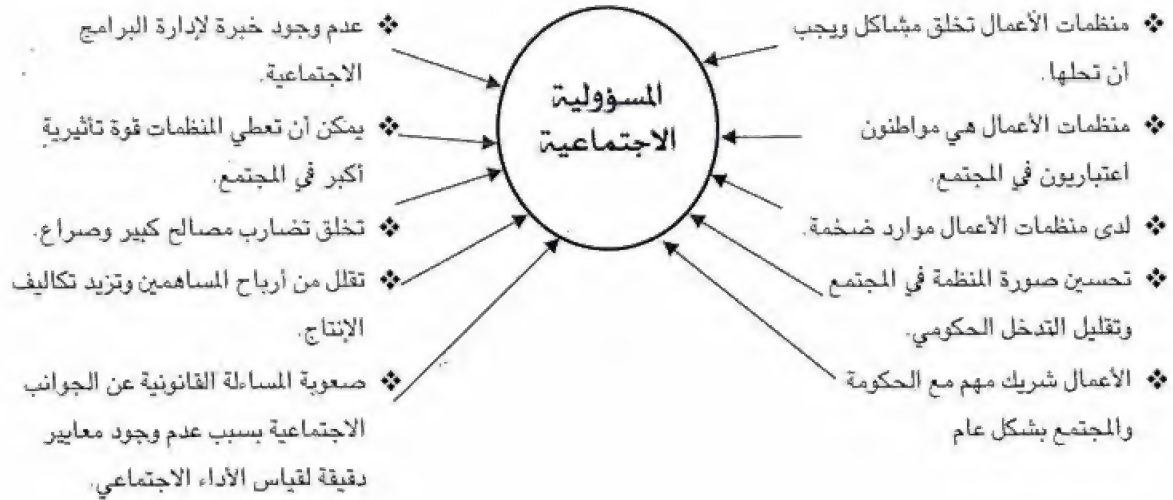 ❖ منظمات الأعمال تخلق مشاكل ويجب
ان تحلها.
❖ منظمات الأعمال هي مواطنون
اعتباريون في المجتمع.
❖ لدى منظمات الأعمال موارد ضخمة.
❖ تحسين صورة المنظمة في المجتمع
وتقليل التدخل الحكومي.
❖ الأعمال شريك مهم مع الحكومة
والمجتمع بشكل عام
المسؤولية
الاجتماعية
❖ عدم وجود خبرة لإدارة البرامج
الاجتماعية.
❖ يمكن أن تعطي المنظمات قوة تأثيرية
أكبر في المجتمع.
❖ تخلق تضارب مصالح كبير وصراع.
❖ تقلل من أرباح المساهمين وتزيد تكاليف
الإنتاج.
❖ صعوبة المساءلة القانونية عن الجوانب
الاجتماعية بسبب عدم وجود معايير
دقيقة لقياس الأداء الاجتماعي.